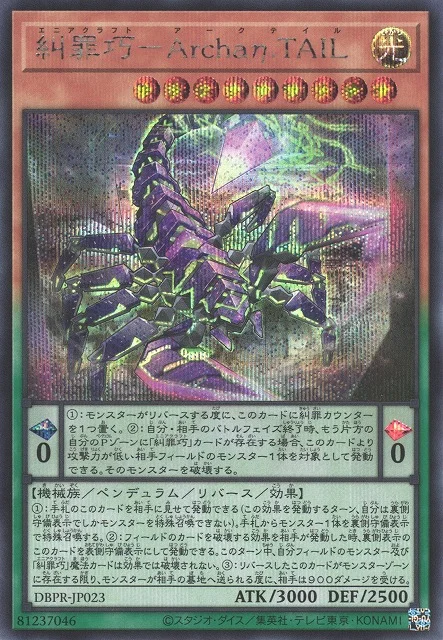 エニアクラフト アークテイル
糾罪巧－Archaη.TAIL
光
①：モンスターがリバースする度に、このカードに糾罪カウンター
を１つ置く。②：自分・相手のバトルフェイズ終了時、もう片方の
自分のＰゾーンに「糾罪巧」カードが存在する場合、このカードより
攻撃力が低い相手フィールドのモンスター１体を対象として発動
できる。そのモンスターを破壊する。
0
0
【機械族／ペンデュラム／リバース／効果】
①：手札のこのカードを相手に見せて発動できる（この効果を発動するターン、自分は裏側
守備表示でしかモンスターを特殊召喚できない）。手札からモンスター１体を裏側守備表示
で特殊召喚する。②：フィールドのカードを破壊する効果を相手が発動した時、裏側表示の
このカードを表側守備表示にして発動できる。このターン中、自分フィールドのモンスター及び
「糾罪巧」魔法カードは効果では破壊されない。③：リバースしたこのカードがモンスターゾーン
に存在する限り、モンスターが相手の墓地へ送られる度に、相手は９００ダメージを受ける。
DBPR-JP023 ATK/3000 DEF/2500
81237046 ©スタジオ・ダイス／集英社・テレビ東京・KONAMI